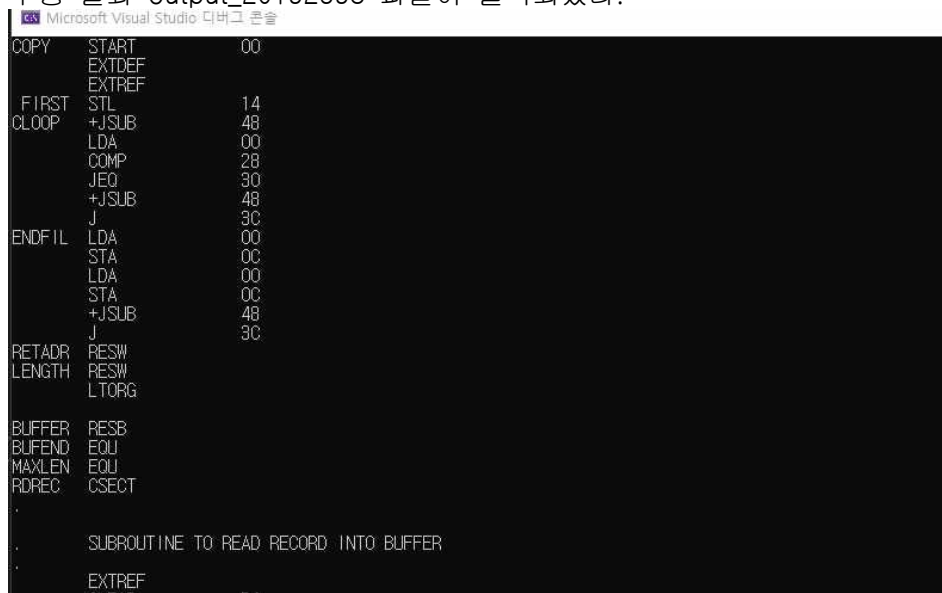 Microsoft Visual Studio 디버그 콘솔
COPY START 00
EXTDEF
EXTREF
FIRST STL 14
CLOOP +JSUB 48
LDA 00
COMP 28
JEQ 30
+JSUB 48
J 3C
ENDFIL LDA 00
STA 0C
LDA 00
STA 0C
+JSUB 48
J 3C
RETADR RESW
LENGTH RESW
LTORG
BUFFER RESB
BUFEND EQU
MAXLEN EQU
RDREC CSECT
.
. SUBROUTINE TO READ RECORD INTO BUFFER
.
EXTREF